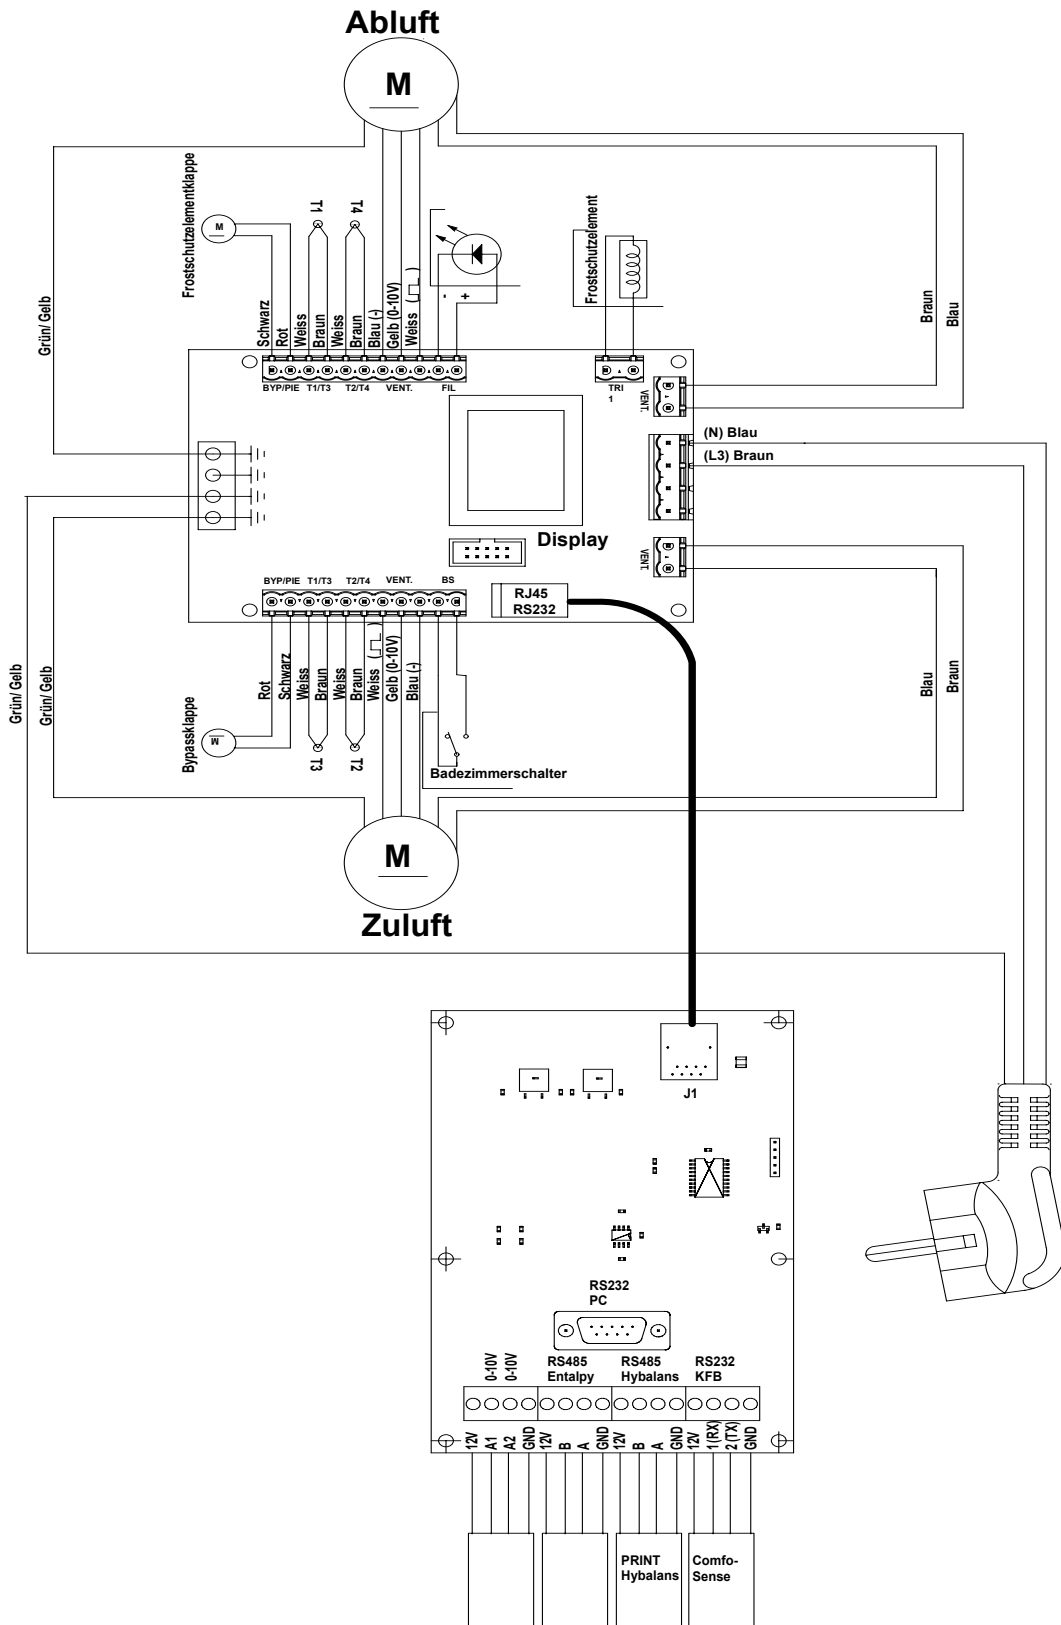 Abluft
M
Frostschutzelementklappe
M
T1
T4
Frostschutzelement
Grün/ Gelb
Schwarz
Rot
Weiss
Braun
Weiss
Braun
Blau (-)
Gelb (0-10V)
Weiss (⎍)
-
+
Braun
Blau
BYP/PIE T1/T3 T2/T4 VENT. FIL
TRI
1
VENT.
(N) Blau
(L3) Braun
Display
VENT.
BYP/PIE T1/T3 T2/T4 VENT. BS
RJ45
RS232
Grün/ Gelb
Grün/ Gelb
Rot
Schwarz
Weiss
Braun
Weiss
Braun
Weiss (⎍)
Gelb (0-10V)
Blau (-)
Blau
Braun
Bypassklappe
M
T3
T2
Badezimmerschalter
M
Zuluft
J1
RS232
PC
0-10V
0-10V
RS485
Entalpy
RS485
Hybalans
RS232
KFB
12V
A1
A2
GND
12V
B
A
GND
12V
B
A
GND
12V
1 (RX)
2 (TX)
GND
PRINT
Hybalans
Comfo-
Sense